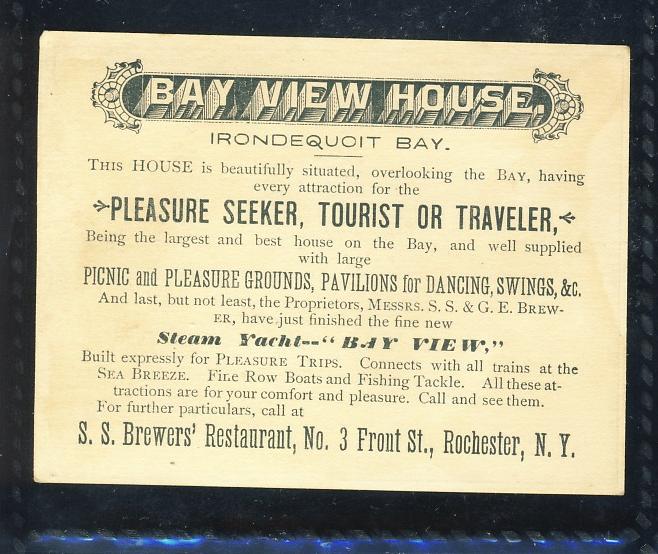 BAY VIEW HOUSE,
IRONDEQUOIT BAY.
THIS HOUSE is beautifully situated, overlooking the BAY, having
every attraction for the
PLEASURE SEEKER, TOURIST OR TRAVELER,
Being the largest and best house on the Bay, and well supplied
with large
PICNIC and PLEASURE GROUNDS, PAVILIONS for DANCING, SWINGS, &c.
And last, but not least, the Proprietors, MESSRS. S. S. & G. E. BREW-
ER, have just finished the fine new
Steam Yacht--"BAY VIEW,"
Built expressly for PLEASURE TRIPS. Connects with all trains at the
SEA BREEZE. Fine Row Boats and Fishing Tackle. All these at-
tractions are for your comfort and pleasure. Call and see them.
For further particulars, call at
S. S. Brewers' Restaurant, No. 3 Front St., Rochester, N. Y.